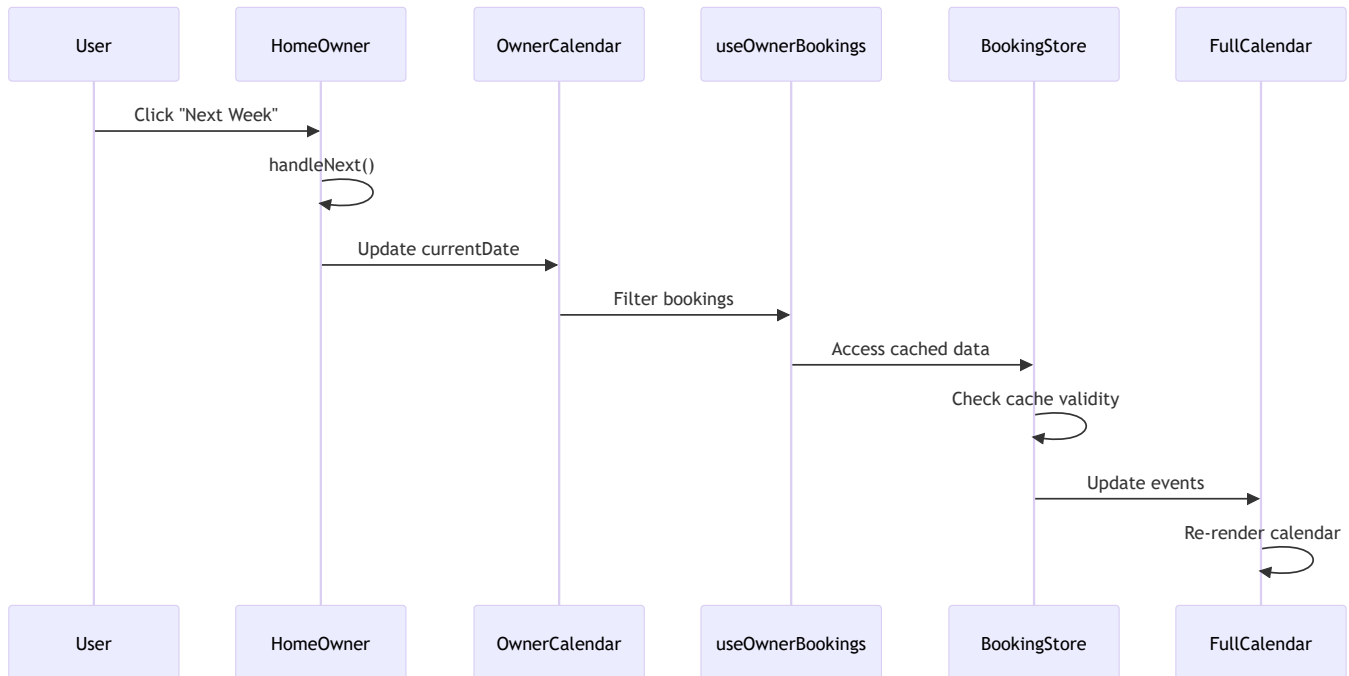 User
HomeOwner
OwnerCalendar
useOwnerBookings
BookingStore
FullCalendar
Click "Next Week"
handleNext()
Update currentDate
Filter bookings
Access cached data
Check cache validity
Update events
Re-render calendar
User
HomeOwner
OwnerCalendar
useOwnerBookings
BookingStore
FullCalendar